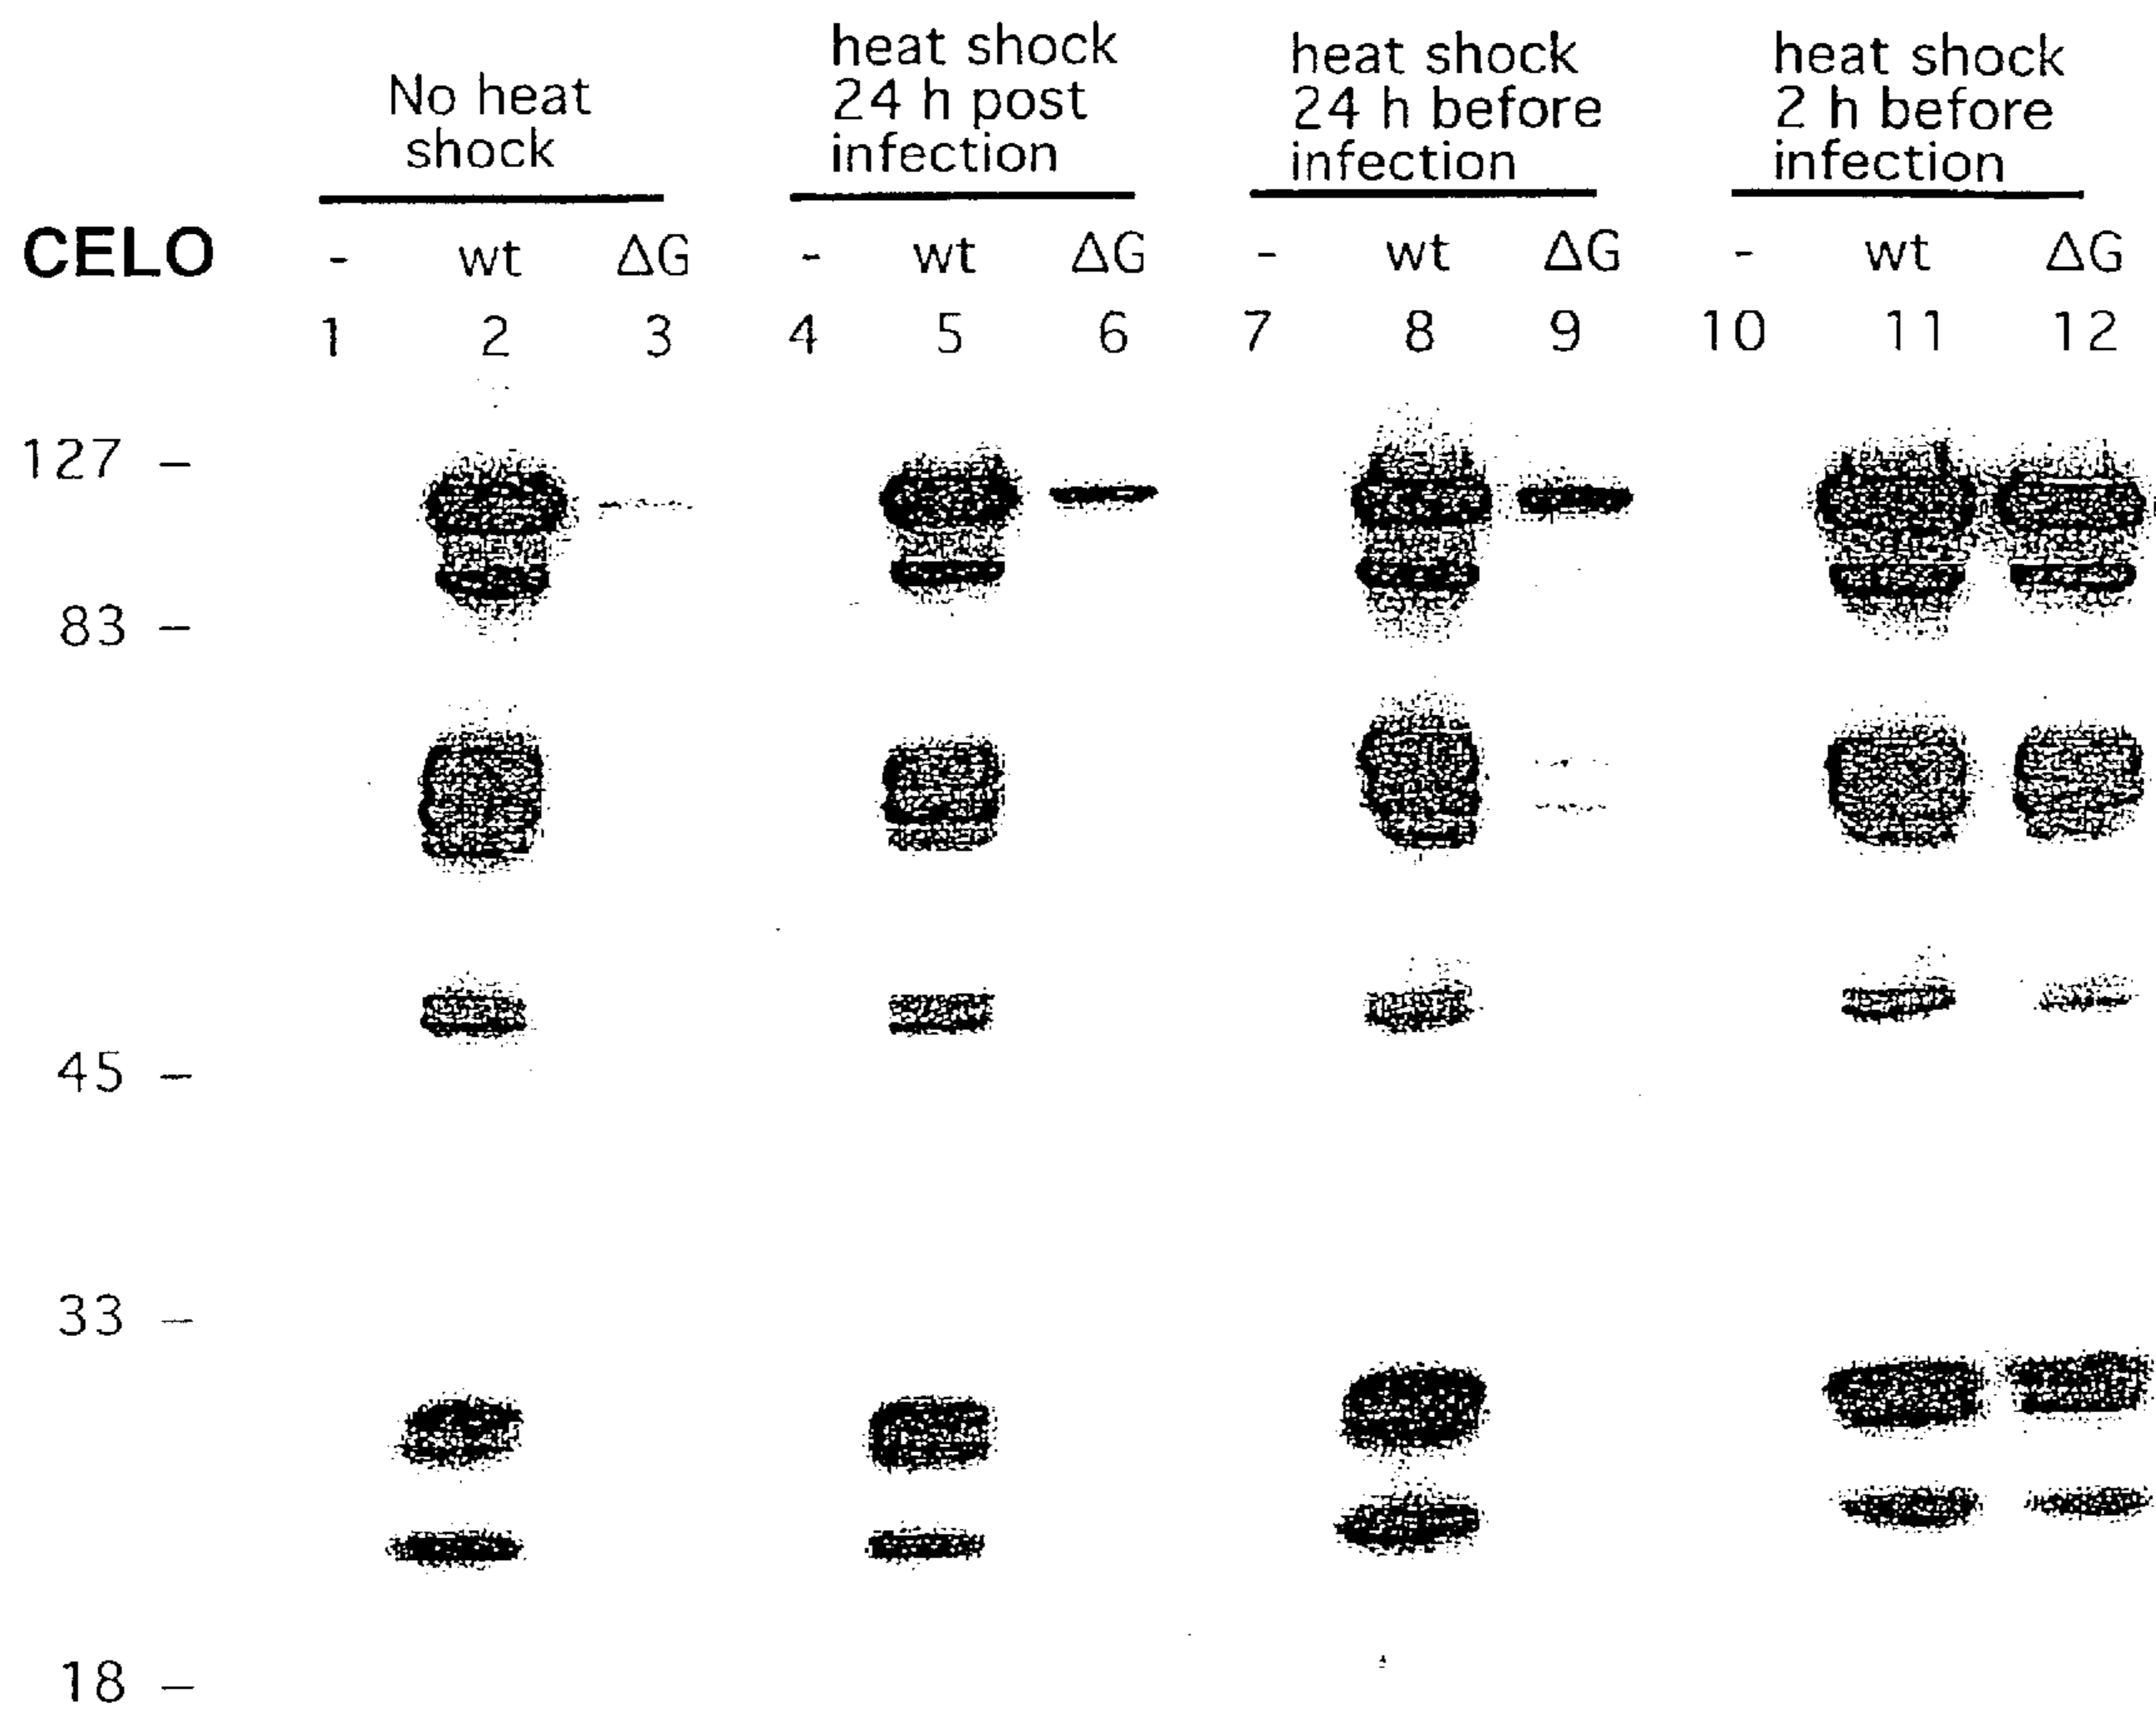 No heat
shock
heat shock
24 h post
infection
heat shock
24 h before
infection
heat shock
2 h before
infection
CELO - wt ΔG - wt ΔG - wt ΔG - wt ΔG
1 2 3 4 5 6 7 8 9 10 11 12
127 –
83 –
45 –
33 –
18 –